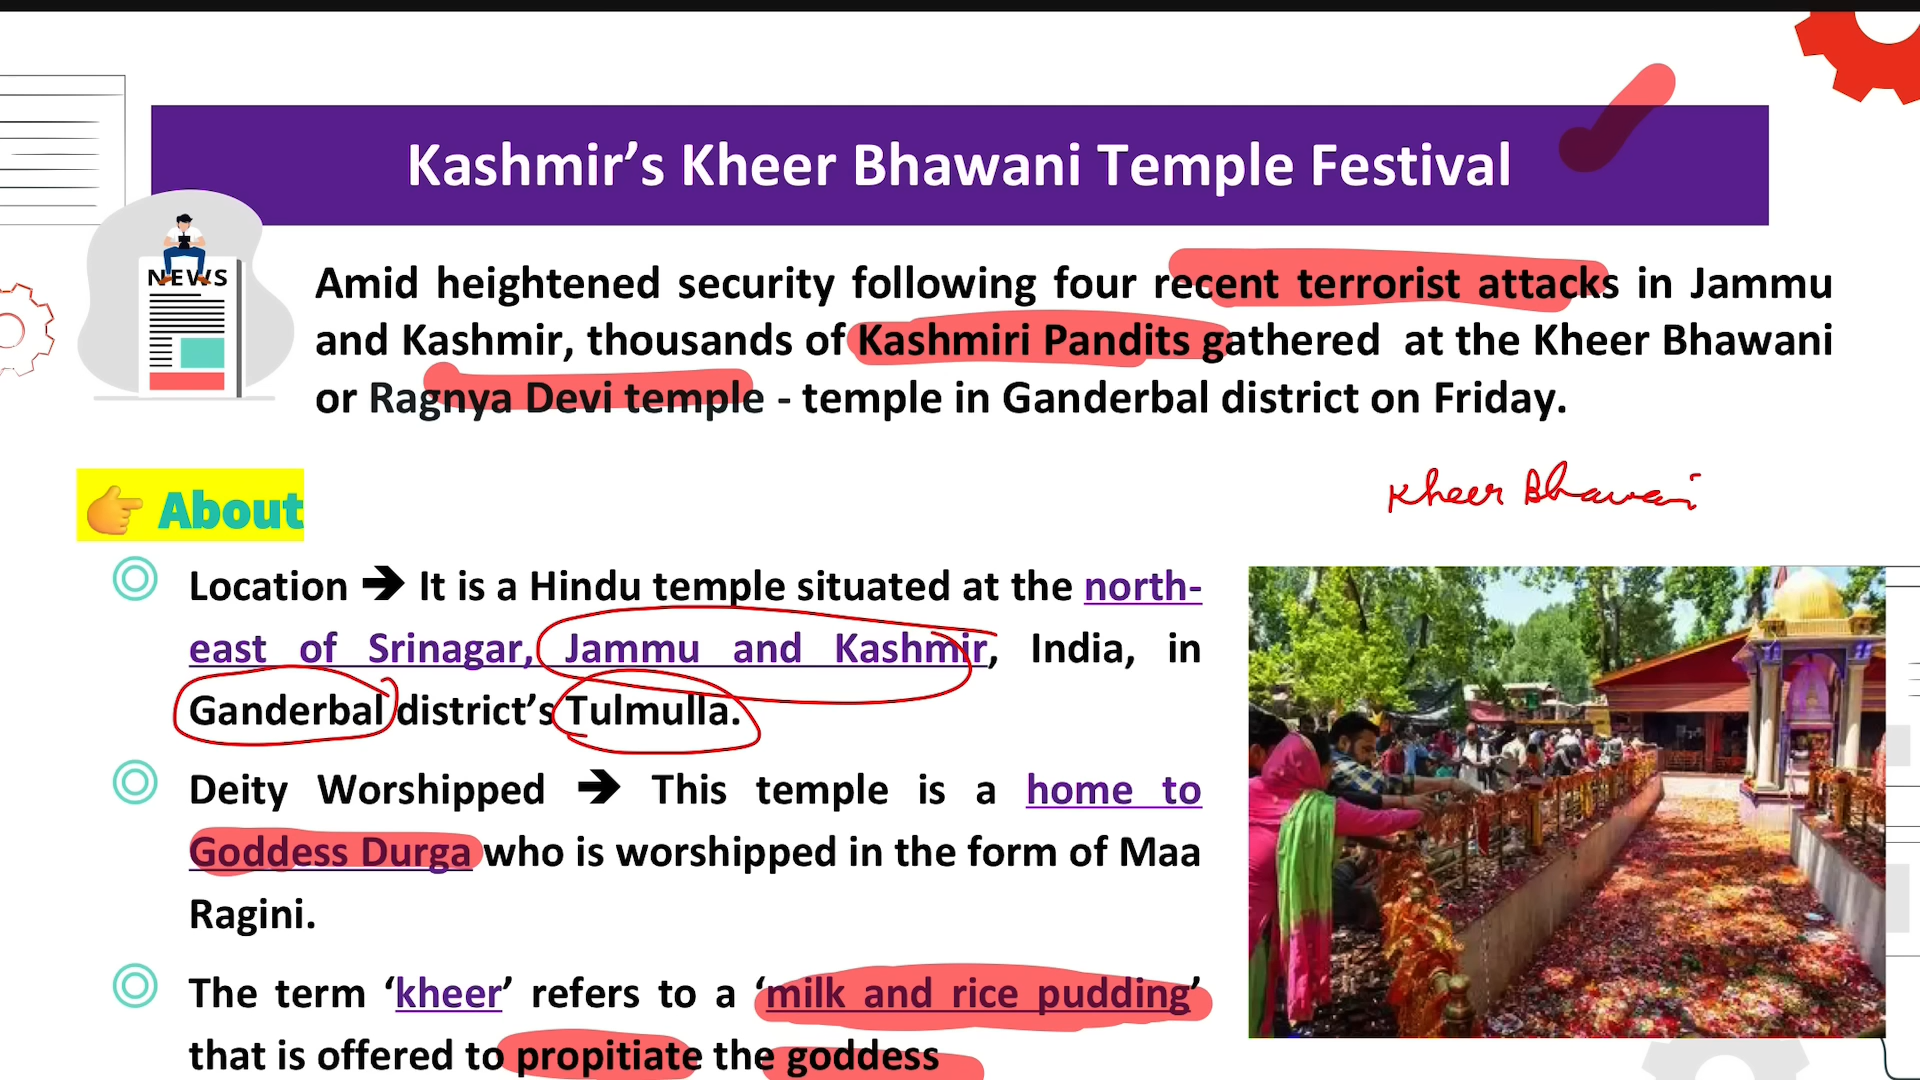 Kashmir’s Kheer Bhawani Temple Festival
NEWS
Amid heightened security following four recent terrorist attacks in Jammu
and Kashmir, thousands of Kashmiri Pandits gathered at the Kheer Bhawani
or Ragnya Devi temple - temple in Ganderbal district on Friday.
Kheer Bhawani
👉 About
Location ➔ It is a Hindu temple situated at the north-
east of Srinagar, Jammu and Kashmir, India, in
Ganderbal district’s Tulmulla.
Deity Worshipped ➔ This temple is a home to
Goddess Durga who is worshipped in the form of Maa
Ragini.
The term ‘kheer’ refers to a ‘milk and rice pudding’
that is offered to propitiate the goddess